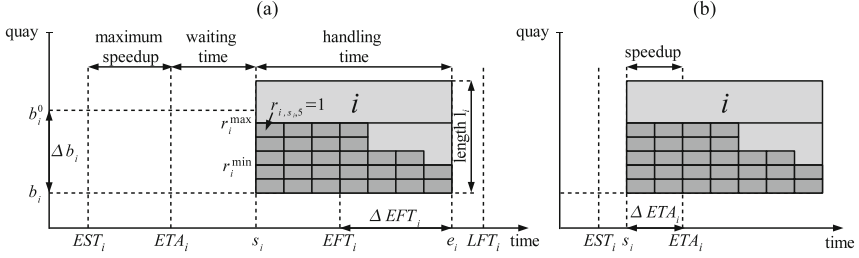 (a)
quay
maximum speedup
waiting time
handling time
b_i^0
Δb_i
b_i
r_i^max
r_i^min
r_{i,s_i,5}=1
i
length l_i
ΔEFT_i
EST_i
ETA_i
s_i
EFT_i
e_i
LFT_i
time
(b)
quay
speedup
i
ΔETA_i
EST_i
s_i
ETA_i
time